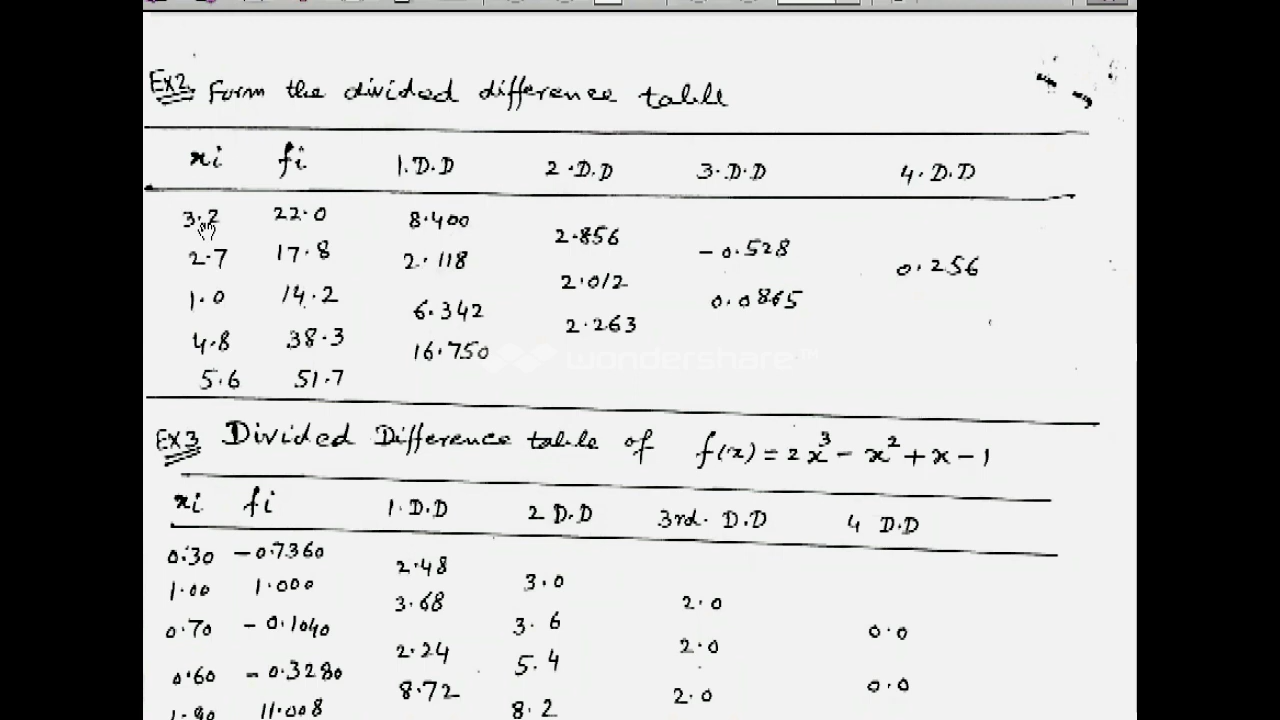 Ex2. Form the divided difference table
xi fi 1.D.D 2.D.D 3.D.D 4.D.D
3.2 22.0 8.400
2.856 -0.528
2.7 17.8 2.118 0.256
2.012
1.0 14.2 6.342 0.0865
2.263
4.8 38.3 16.750
wondershare™
5.6 51.7
Ex3 Divided Difference table of f(x) = 2x³ - x² + x - 1
xi fi 1.D.D 2 D.D 3rd. D.D 4 D.D
0.30 -0.7360 2.48
1.00 1.000 3.68 3.0 2.0
0.70 -0.1040 3.6 0.0
2.24 5.4 2.0
0.60 -0.3280 8.72 2.0 0.0
1.90 11.008 8.2